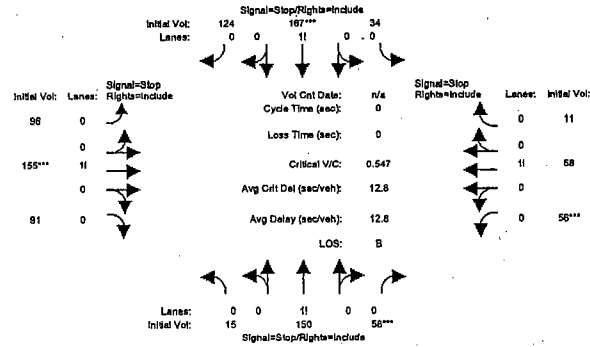 Signal=Stop/Rights=Include
Initial Vol: 124 167*** 34
Lanes: 0 0 1! 0 0
Signal=Stop
Initial Vol: Lanes: Rights=Include
Vol Cnt Date: n/a
Signal=Stop
Rights=Include Lanes: Initial Vol:
Cycle Time (sec): 0
96 0
0 11
Loss Time (sec): 0
0
0
155*** 1!
Critical V/C: 0.547
1! 68
0
Avg Crit Del (sec/veh): 12.8
0
91 0
Avg Delay (sec/veh): 12.8
0 56***
LOS: B
Lanes: 0 0 1! 0 0
Initial Vol: 15 150 58***
Signal=Stop/Rights=Include